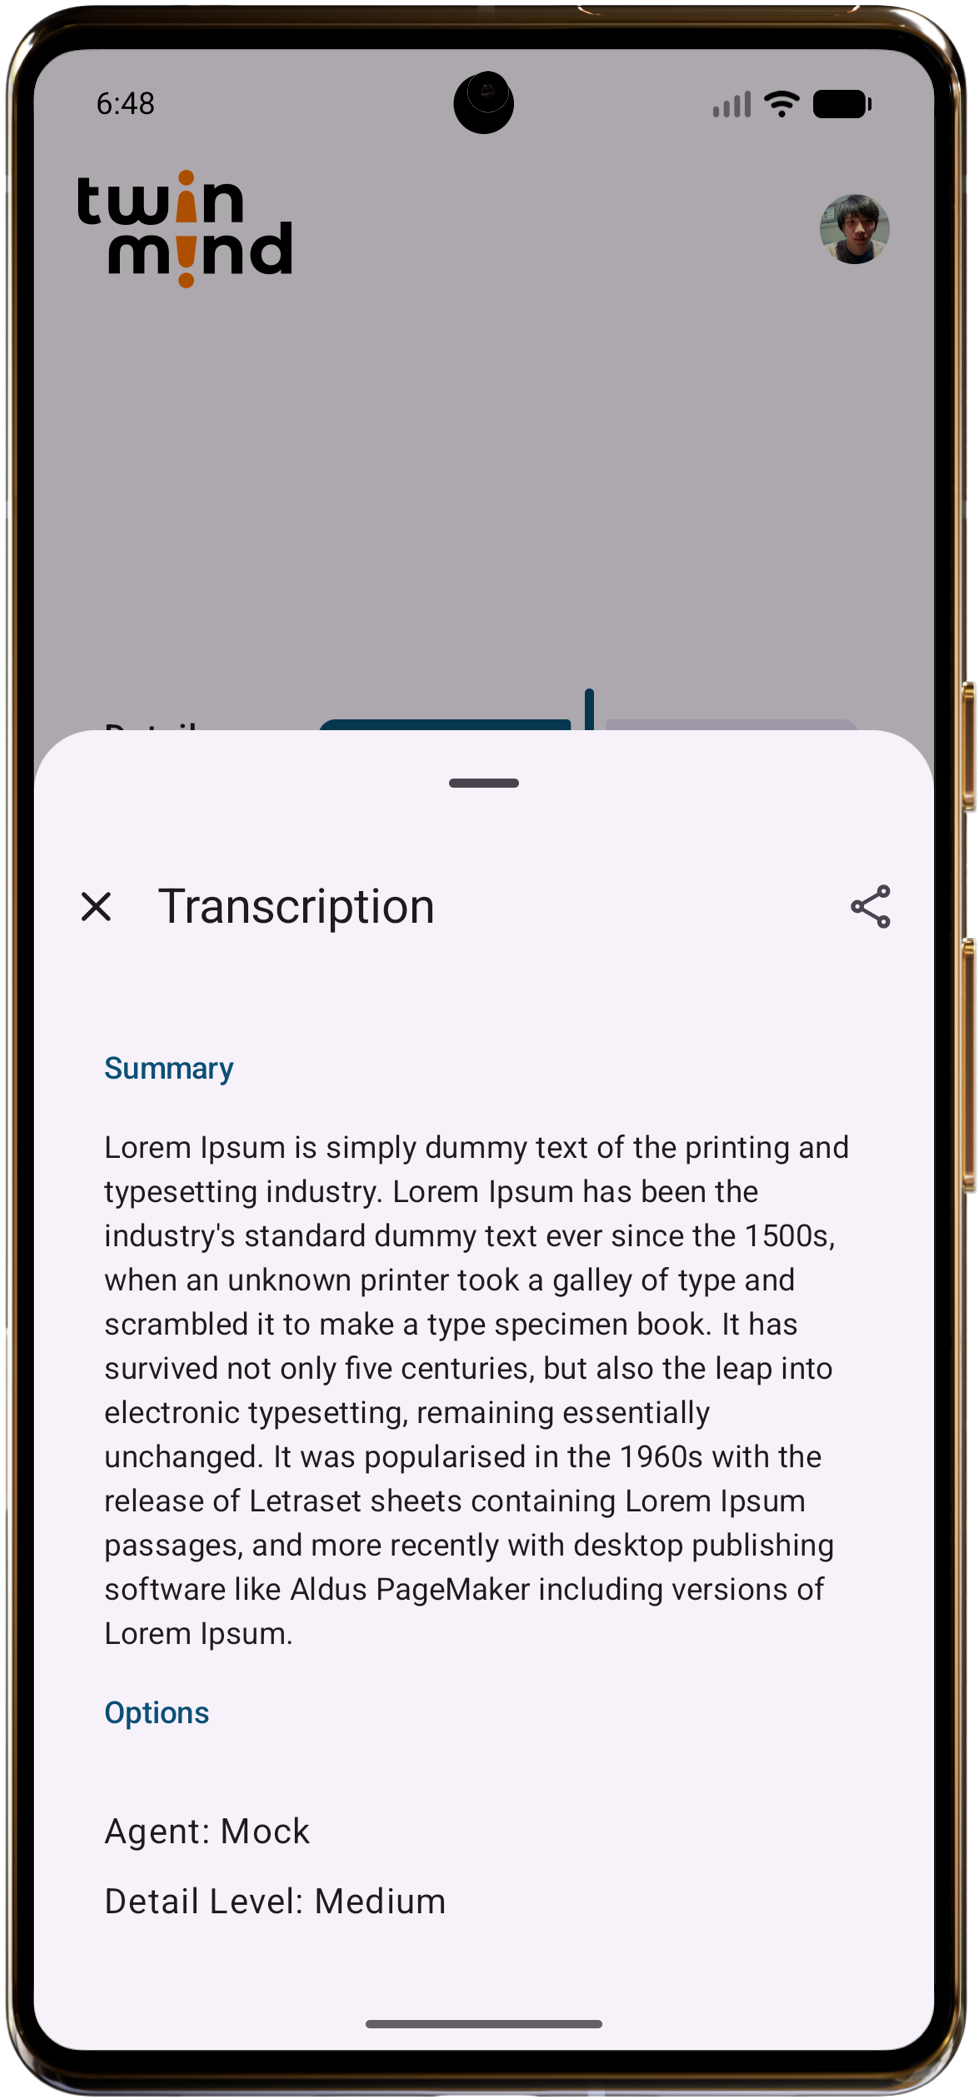 6:48
twin
mind
Detail
Transcription
Summary
Lorem Ipsum is simply dummy text of the printing and
typesetting industry. Lorem Ipsum has been the
industry's standard dummy text ever since the 1500s,
when an unknown printer took a galley of type and
scrambled it to make a type specimen book. It has
survived not only five centuries, but also the leap into
electronic typesetting, remaining essentially
unchanged. It was popularised in the 1960s with the
release of Letraset sheets containing Lorem Ipsum
passages, and more recently with desktop publishing
software like Aldus PageMaker including versions of
Lorem Ipsum.
Options
Agent: Mock
Detail Level: Medium